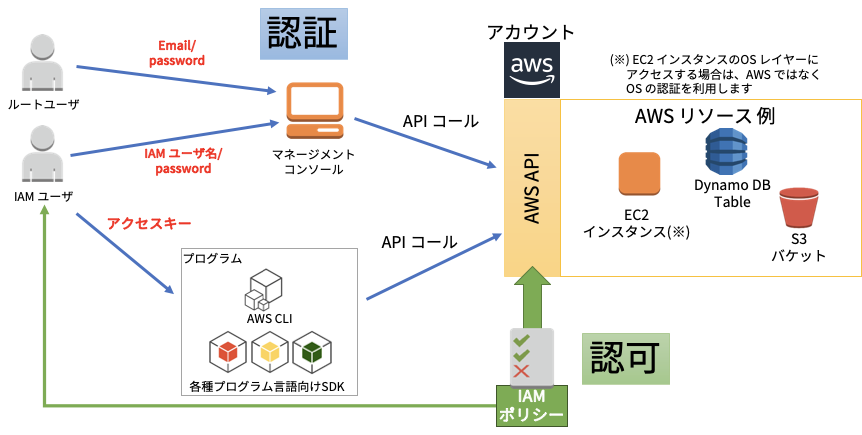 認証
アカウント
aws
Email/
password
ルートユーザ
(※) EC2 インスタンスのOS レイヤーに
アクセスする場合は、AWS ではなく
OS の認証を利用します
API コール
IAM ユーザ名/
password
マネージメント
コンソール
IAM ユーザ
アクセスキー
AWS API
AWS リソース 例
EC2
インスタンス(※)
Dynamo DB
Table
S3
バケット
API コール
プログラム
AWS CLI
各種プログラム言語向けSDK
認可
IAM
ポリシー